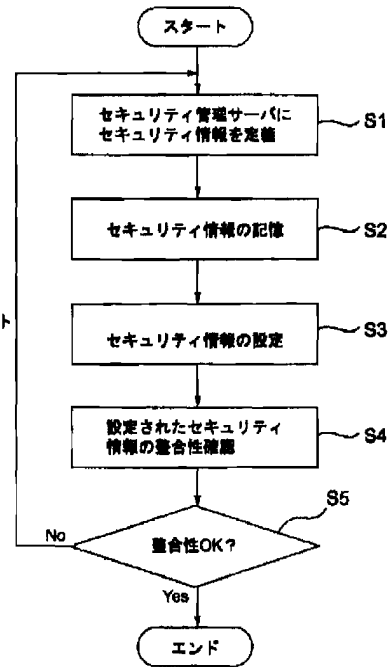 スタート
セキュリティ管理サーバに
セキュリティ情報を定義
S1
セキュリティ情報の記憶
S2
セキュリティ情報の設定
S3
設定されたセキュリティ
情報の整合性確認
S4
整合性OK?
S5
No
Yes
エンド
ト